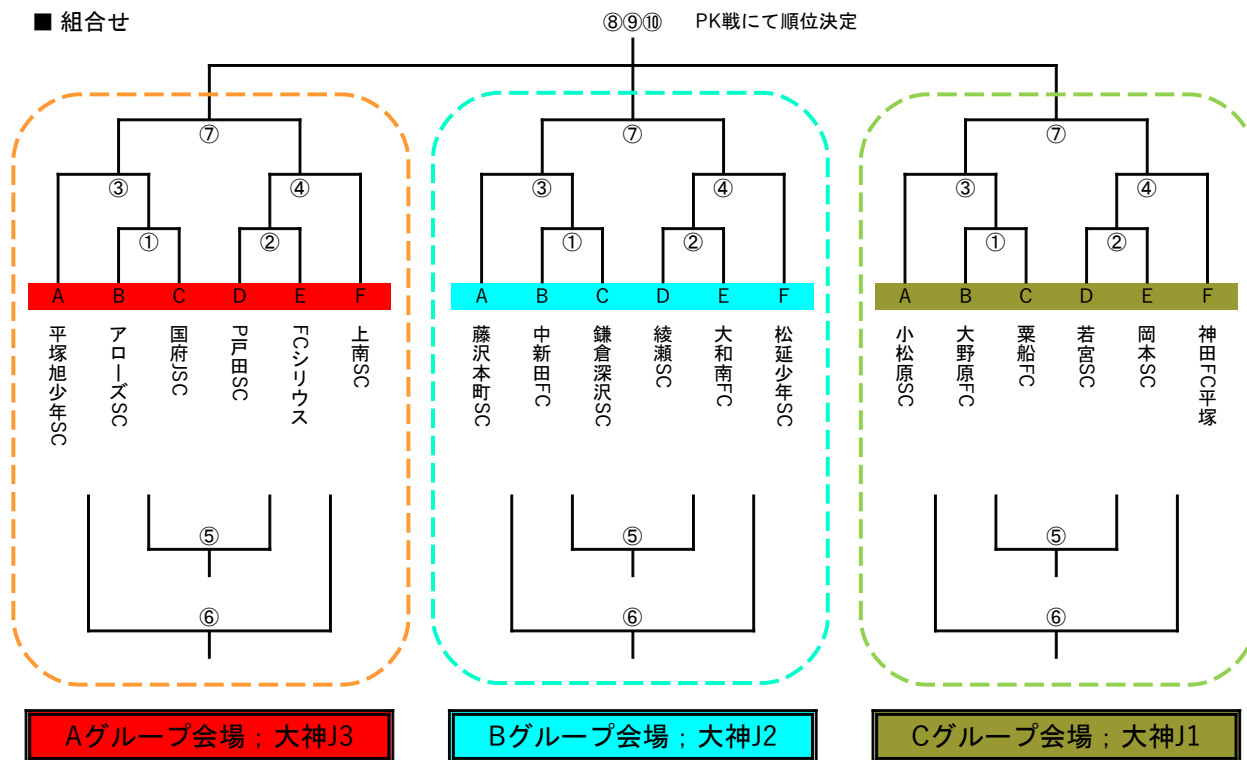 ■ 組合せ
⑧⑨⑩ PK戦にて順位決定
⑦ ⑦ ⑦
③ ④ ③ ④ ③ ④
① ② ① ② ① ②
A B C D E F A B C D E F A B C D E F
平塚旭少年SC
アローズSC
国府JSC
戸田SC
FCシリウス
上南SC
藤沢本町SC
中新田FC
鎌倉深沢SC
綾瀬SC
大和南FC
松延少年SC
小松原SC
大野原FC
粟船FC
若宮SC
岡本SC
神田FC平塚
⑤ ⑤ ⑤
⑥ ⑥ ⑥
Aグループ会場；大神J3
Bグループ会場；大神J2
Cグループ会場；大神J1